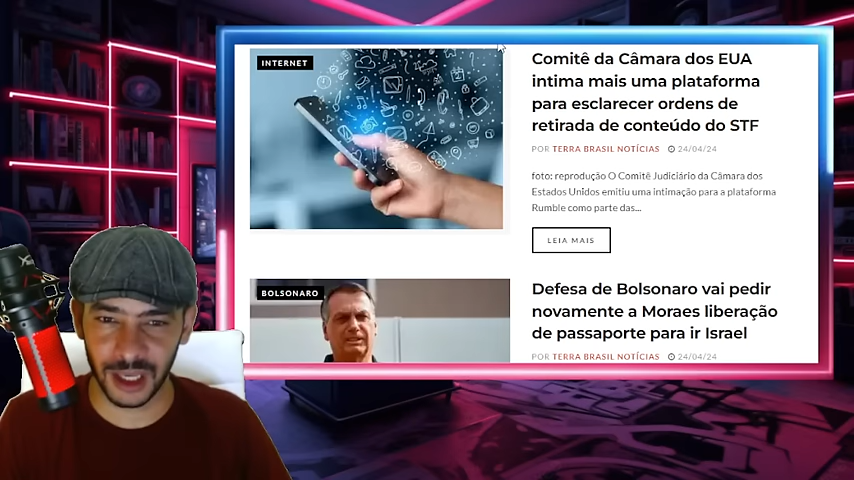 INTERNET
Comitê da Câmara dos EUA
intima mais uma plataforma
para esclarecer ordens de
retirada de conteúdo do STF
POR TERRA BRASIL NOTÍCIAS 24/04/24
foto: reprodução O Comitê Judiciário da Câmara dos
Estados Unidos emitiu uma intimação para a plataforma
Rumble como parte das...
LEIA MAIS
BOLSONARO
Defesa de Bolsonaro vai pedir
novamente a Moraes liberação
de passaporte para ir Israel
POR TERRA BRASIL NOTÍCIAS 24/04/24